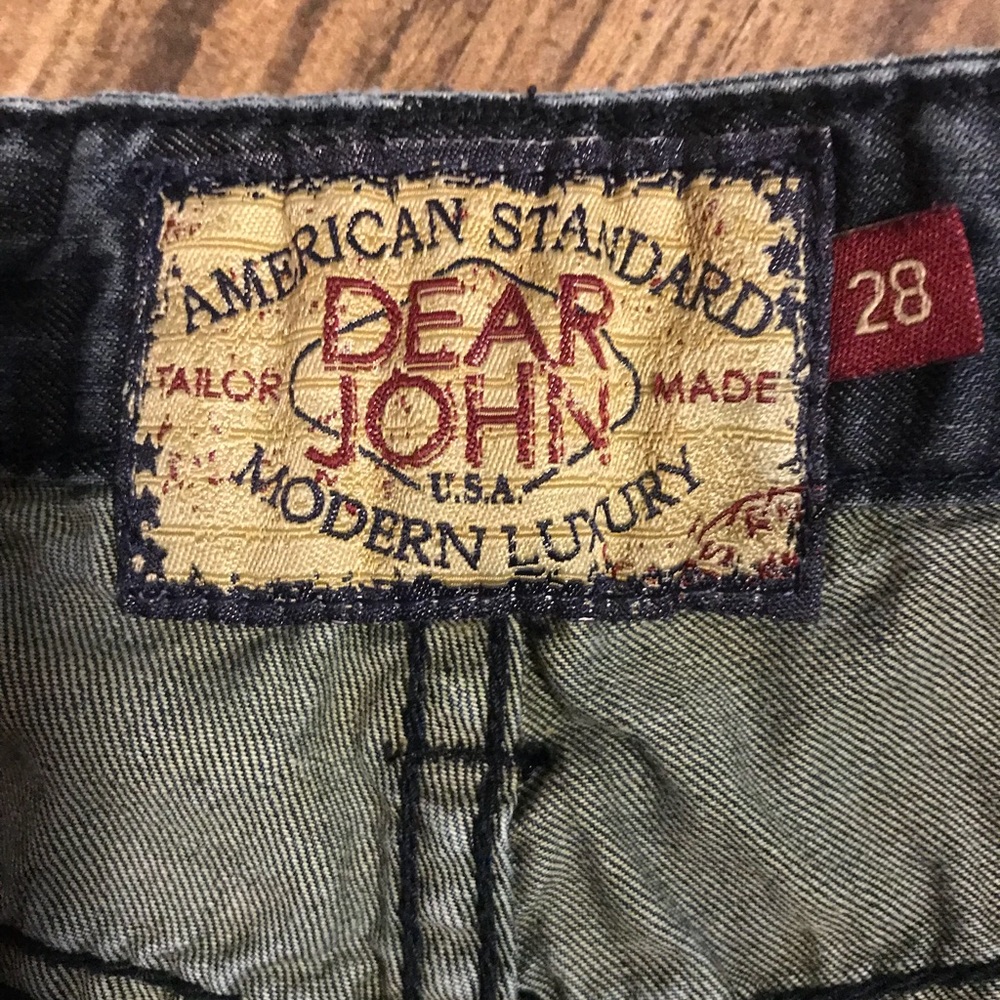 AMERICAN STANDARD
DEAR
JOHN
TAILOR MADE
U.S.A.
MODERN LUXURY
28